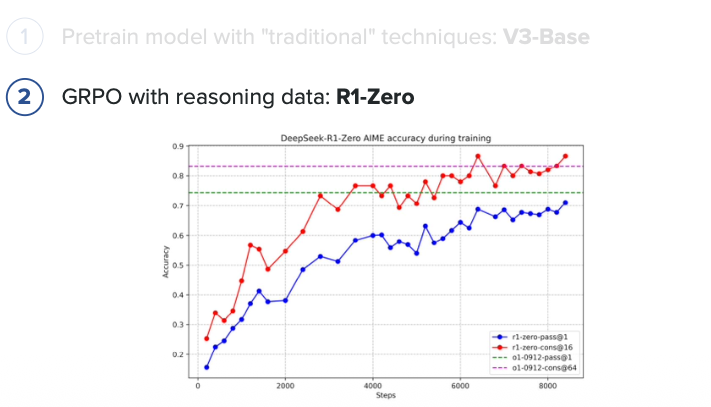 1 Pretrain model with "traditional" techniques: V3-Base
2 GRPO with reasoning data: R1-Zero
DeepSeek-R1-Zero AIME accuracy during training
0.9
0.8
0.7
0.6
0.5
0.4
0.3
0.2
Accuracy
r1-zero-pass@1
r1-zero-cons@16
o1-0912-pass@1
o1-0912-cons@64
0 2000 4000 6000 8000
Steps